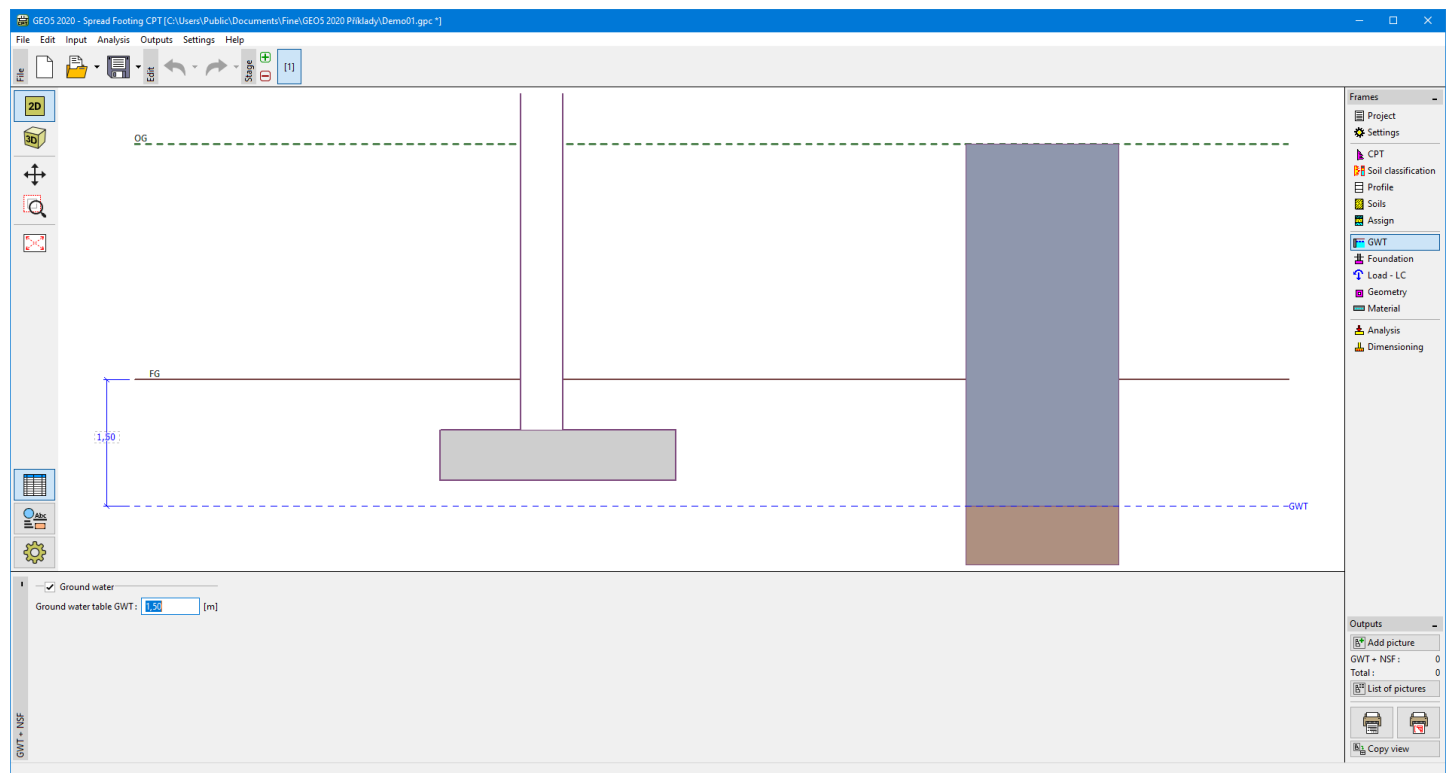 GEO5 2020 - Spread Footing CPT [C:\Users\Public\Documents\Fine\GEO5 2020 Příklady\Demo01.gpc *]
File Edit Input Analysis Outputs Settings Help
File
Edit
Stage
[1]
2D
3D
OG
FG
1,50
GWT
Abc
Frames
Project
Settings
CPT
Soil classification
Profile
Soils
Assign
GWT
Foundation
Load - LC
Geometry
Material
Analysis
Dimensioning
Ground water
Ground water table GWT : 1,50 [m]
GWT + NSF
Outputs
Add picture
GWT + NSF : 0
Total : 0
List of pictures
Copy view